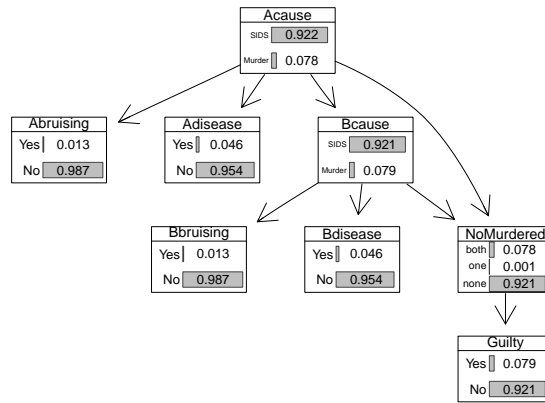 Acause
SIDS 0.922
Murder 0.078
Abruising
Yes 0.013
No 0.987
Adisease
Yes 0.046
No 0.954
Bcause
SIDS 0.921
Murder 0.079
Bbruising
Yes 0.013
No 0.987
Bdisease
Yes 0.046
No 0.954
NoMurdered
both 0.078
one 0.001
none 0.921
Guilty
Yes 0.079
No 0.921